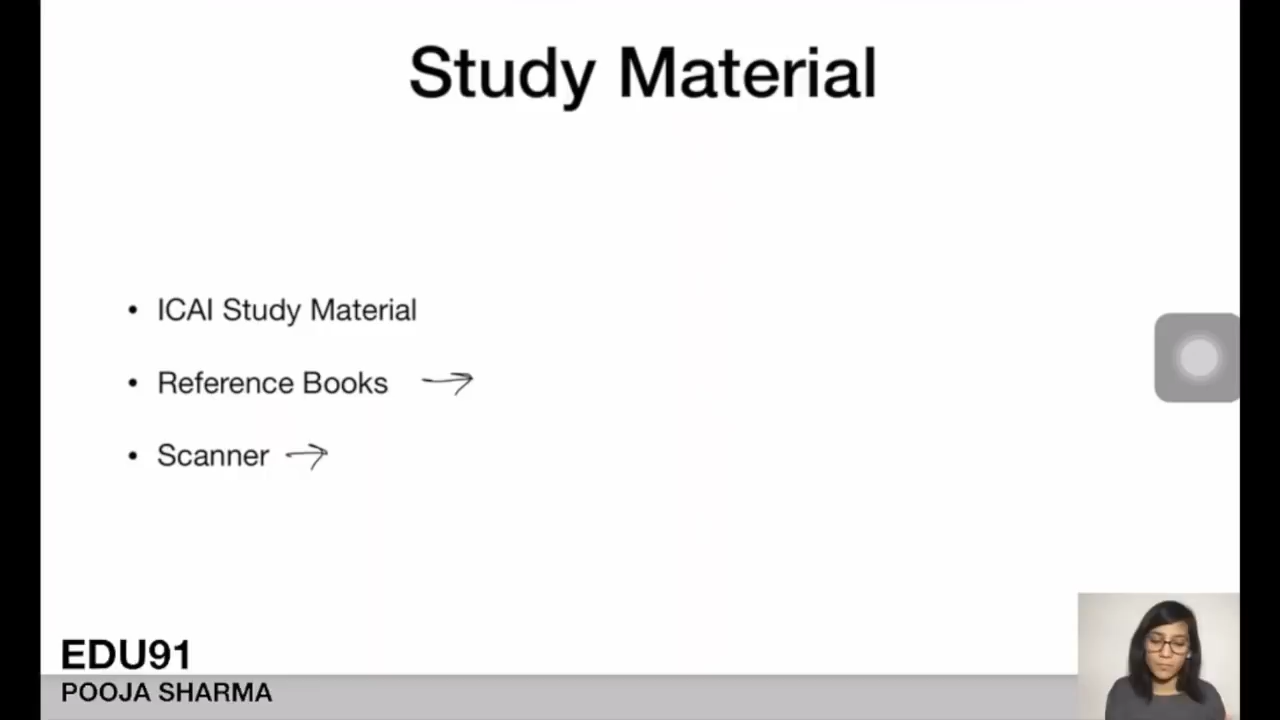 Study Material
• ICAI Study Material
• Reference Books →
• Scanner →
EDU91
POOJA SHARMA